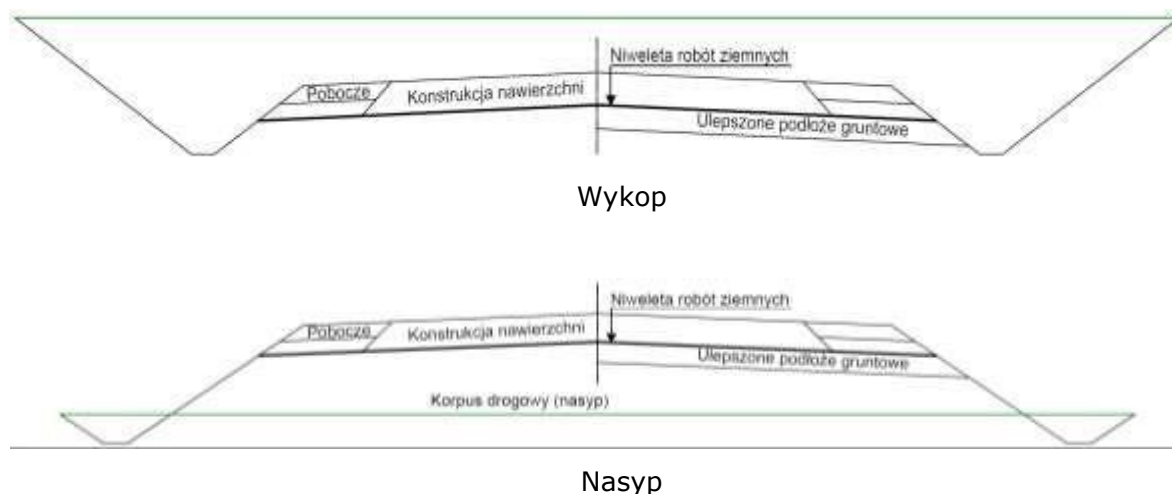 Niweleta robót ziemnych
Pobocze
Konstrukcja nawierzchni
Ulepszone podłoże gruntowe
Wykop
Niweleta robót ziemnych
Pobocze
Konstrukcja nawierzchni
Ulepszone podłoże gruntowe
Korpus drogowy (nasyp)
Nasyp